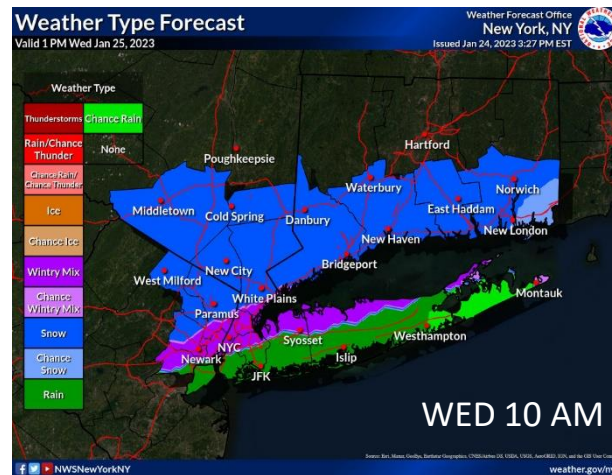 Weather Type Forecast
Valid 1 PM Wed Jan 25, 2023
Weather Forecast Office
New York, NY
Issued Jan 24, 2023 3:27 PM EST
Weather Type
Thunderstorms
Chance Rain
Rain/Chance
Thunder
None
Chance Rain/
Chance Thunder
Ice
Chance Ice
Wintry Mix
Chance
Wintry Mix
Snow
Chance
Snow
Rain
Hartford
Poughkeepsie
Waterbury
Norwich
Middletown
Cold Spring
Danbury
East Haddam
New London
New Haven
New City
Bridgeport
West Milford
White Plains
Montauk
Paramus
NYC
Syosset
Westhampton
Newark
Islip
JFK
WED 10 AM
NWSNewYorkNY
weather.gov/